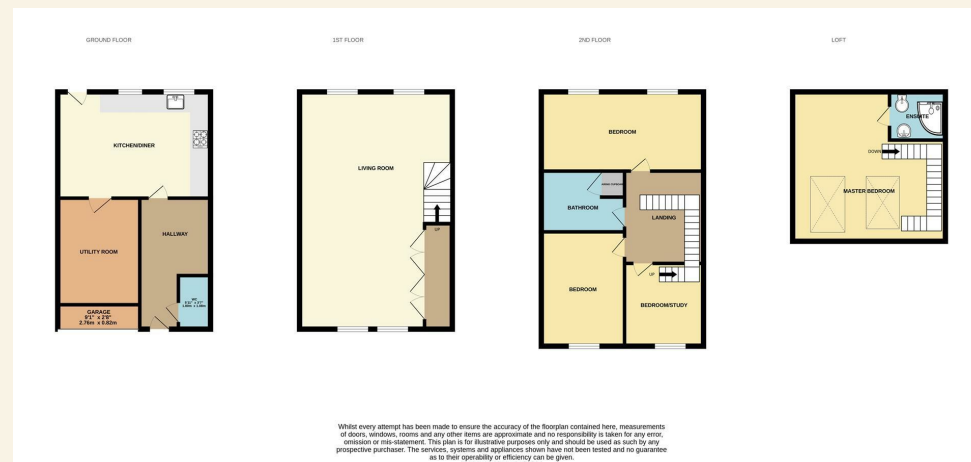 GROUND FLOOR
1ST FLOOR
2ND FLOOR
LOFT
KITCHEN/DINER
UTILITY ROOM
HALLWAY
WC
GARAGE
9'1" x 2'8"
2.76m x 0.82m
LIVING ROOM
UP
BEDROOM
BATHROOM
LANDING
BEDROOM
UP
BEDROOM/STUDY
ENSUITE
DOWN
MASTER BEDROOM
Whilst every attempt has been made to ensure the accuracy of the floorplan contained here, measurements
of doors, windows, rooms and any other items are approximate and no responsibility is taken for any error,
omission or mis-statement. This plan is for illustrative purposes only and should be used as such by any
prospective purchaser. The services, systems and appliances shown have not been tested and no guarantee
as to their operability or efficiency can be given.